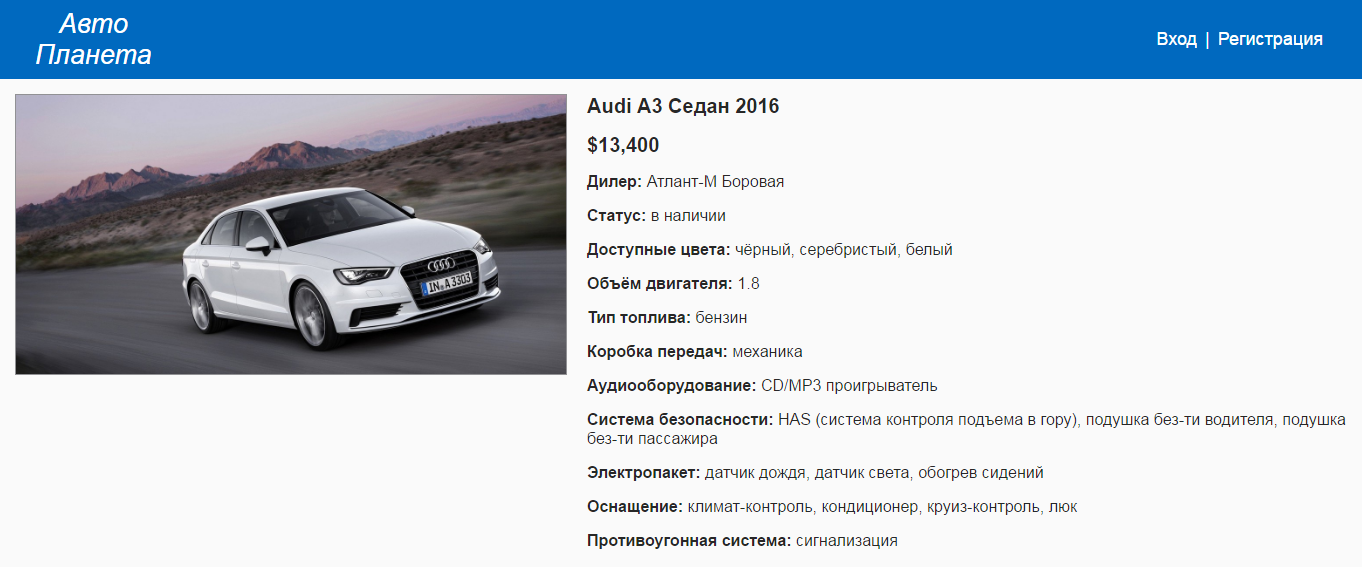 Авто
Планета
Вход | Регистрация
Audi A3 Седан 2016
$13,400
Дилер: Атлант-М Боровая
Статус: в наличии
Доступные цвета: чёрный, серебристый, белый
Объём двигателя: 1.8
Тип топлива: бензин
Коробка передач: механика
Аудиооборудование: CD/MP3 проигрыватель
Система безопасности: HAS (система контроля подъема в гору), подушка без-ти водителя, подушка
без-ти пассажира
Электропакет: датчик дождя, датчик света, обогрев сидений
Оснащение: климат-контроль, кондиционер, круиз-контроль, люк
Противоугонная система: сигнализация
IN A 3303